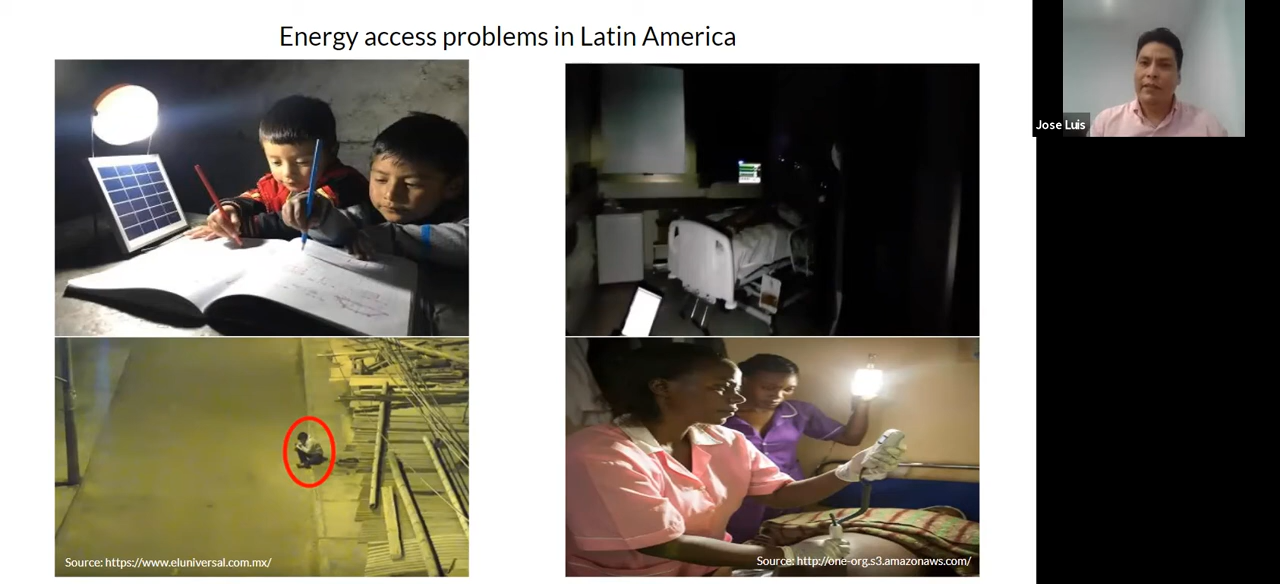 Energy access problems in Latin America
Jose Luis
Source: https://www.eluniversal.com.mx/
Source: http://one-org.s3.amazonaws.com/